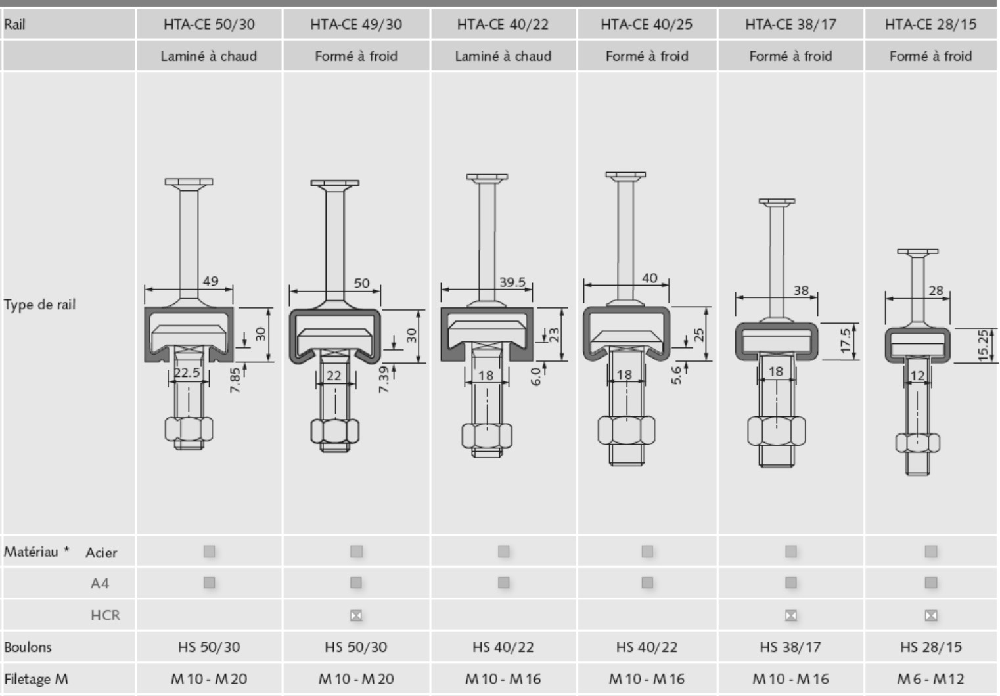 Rail HTA-CE 50/30 HTA-CE 49/30 HTA-CE 40/22 HTA-CE 40/25 HTA-CE 38/17 HTA-CE 28/15
Laminé à chaud Formé à froid Laminé à chaud Formé à froid Formé à froid Formé à froid
Type de rail
49 30 22.5 7.85
50 30 22 7.39
39.5 23 18 6.0
40 25 18 5.6
38 17.5 18
28 15.25 12
Matériau * Acier
A4
HCR
Boulons HS 50/30 HS 50/30 HS 40/22 HS 40/22 HS 38/17 HS 28/15
Filetage M M 10 - M 20 M 10 - M 20 M 10 - M 16 M 10 - M 16 M 10 - M 16 M 6 - M 12